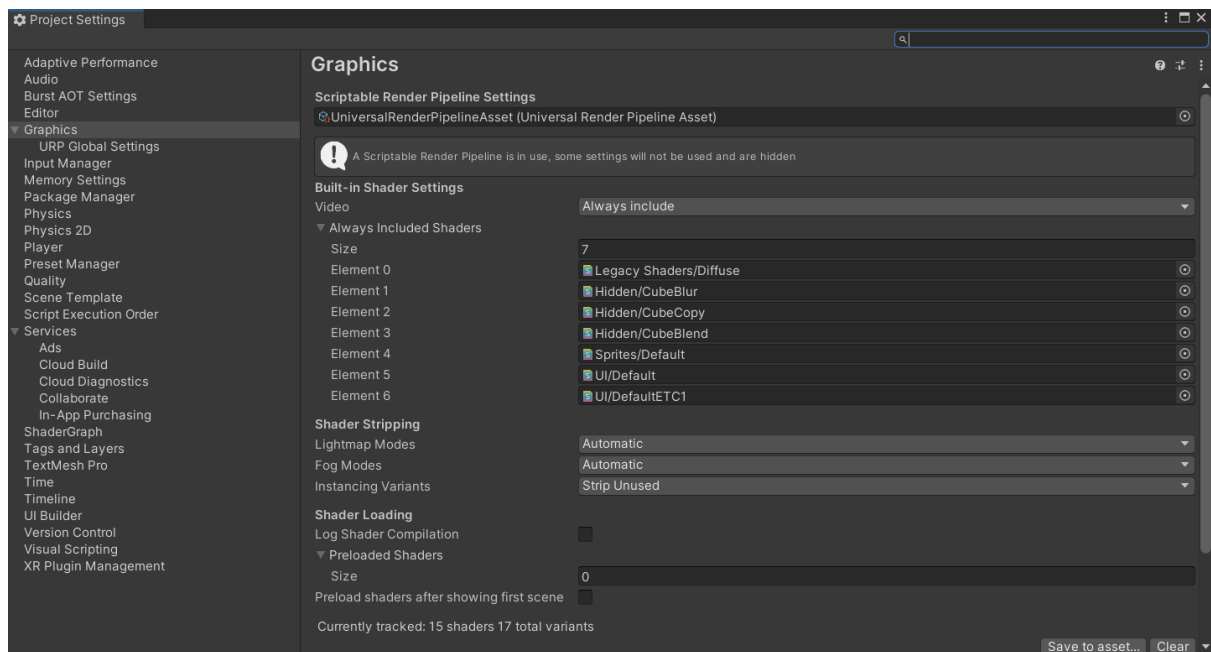 Project Settings
Adaptive Performance
Audio
Burst AOT Settings
Editor
Graphics
URP Global Settings
Input Manager
Memory Settings
Package Manager
Physics
Physics 2D
Player
Preset Manager
Quality
Scene Template
Script Execution Order
Services
Ads
Cloud Build
Cloud Diagnostics
Collaborate
In-App Purchasing
ShaderGraph
Tags and Layers
TextMesh Pro
Time
Timeline
UI Builder
Version Control
Visual Scripting
XR Plugin Management
Graphics
Scriptable Render Pipeline Settings
UniversalRenderPipelineAsset (Universal Render Pipeline Asset)
A Scriptable Render Pipeline is in use, some settings will not be used and are hidden
Built-in Shader Settings
Video Always include
Always Included Shaders
Size 7
Element 0 Legacy Shaders/Diffuse
Element 1 Hidden/CubeBlur
Element 2 Hidden/CubeCopy
Element 3 Hidden/CubeBlend
Element 4 Sprites/Default
Element 5 UI/Default
Element 6 UI/DefaultETC1
Shader Stripping
Lightmap Modes Automatic
Fog Modes Automatic
Instancing Variants Strip Unused
Shader Loading
Log Shader Compilation
Preloaded Shaders
Size 0
Preload shaders after showing first scene
Currently tracked: 15 shaders 17 total variants
Save to asset... Clear